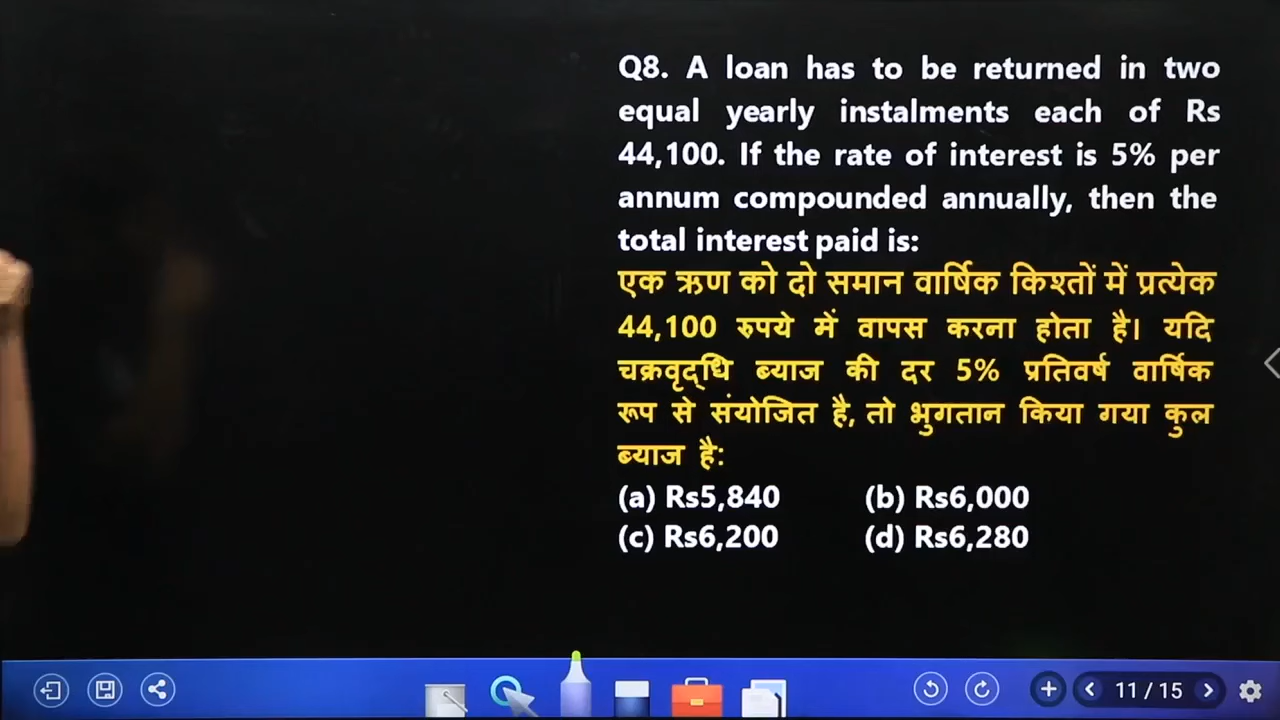 Q8. A loan has to be returned in two
equal yearly instalments each of Rs
44,100. If the rate of interest is 5% per
annum compounded annually, then the
total interest paid is:
एक ऋण को दो समान वार्षिक किश्तों में प्रत्येक
44,100 रुपये में वापस करना होता है। यदि
चक्रवृद्धि ब्याज की दर 5% प्रतिवर्ष वार्षिक
रूप से संयोजित है, तो भुगतान किया गया कुल
ब्याज है:
(a) Rs5,840 (b) Rs6,000
(c) Rs6,200 (d) Rs6,280
11 / 15